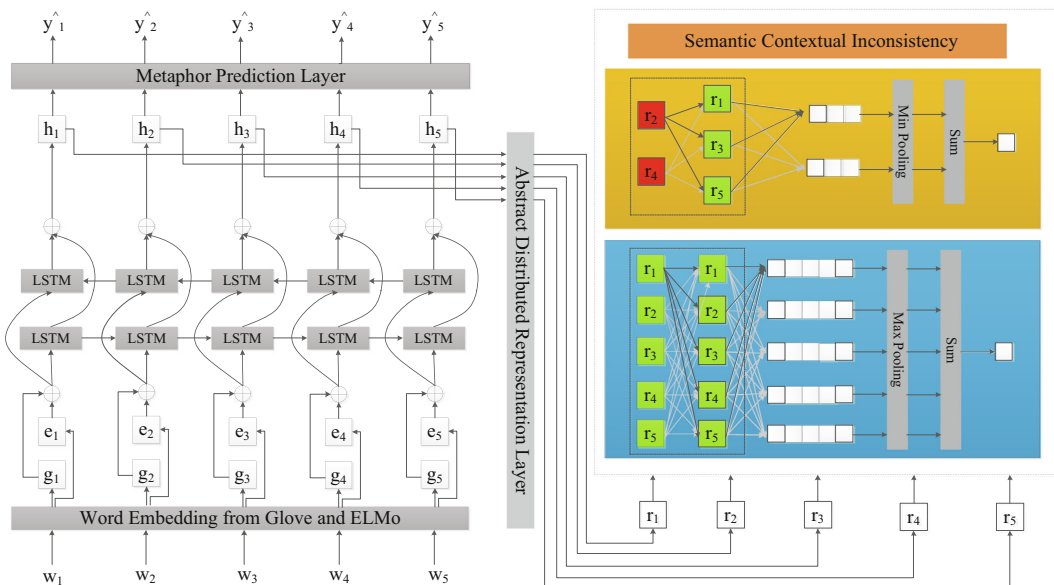 y^1 y^2 y^3 y^4 y^5
Metaphor Prediction Layer
h1 h2 h3 h4 h5
LSTM LSTM LSTM LSTM LSTM
LSTM LSTM LSTM LSTM LSTM
e1 e2 e3 e4 e5
g1 g2 g3 g4 g5
Word Embedding from Glove and ELMo
w1 w2 w3 w4 w5
Abstract Distributed Representation Layer
Semantic Contextual Inconsistency
r2 r4
r1 r3 r5
Min Pooling
Sum
r1 r1
r2 r2
r3 r3
r4 r4
r5 r5
Max Pooling
Sum
r1 r2 r3 r4 r5